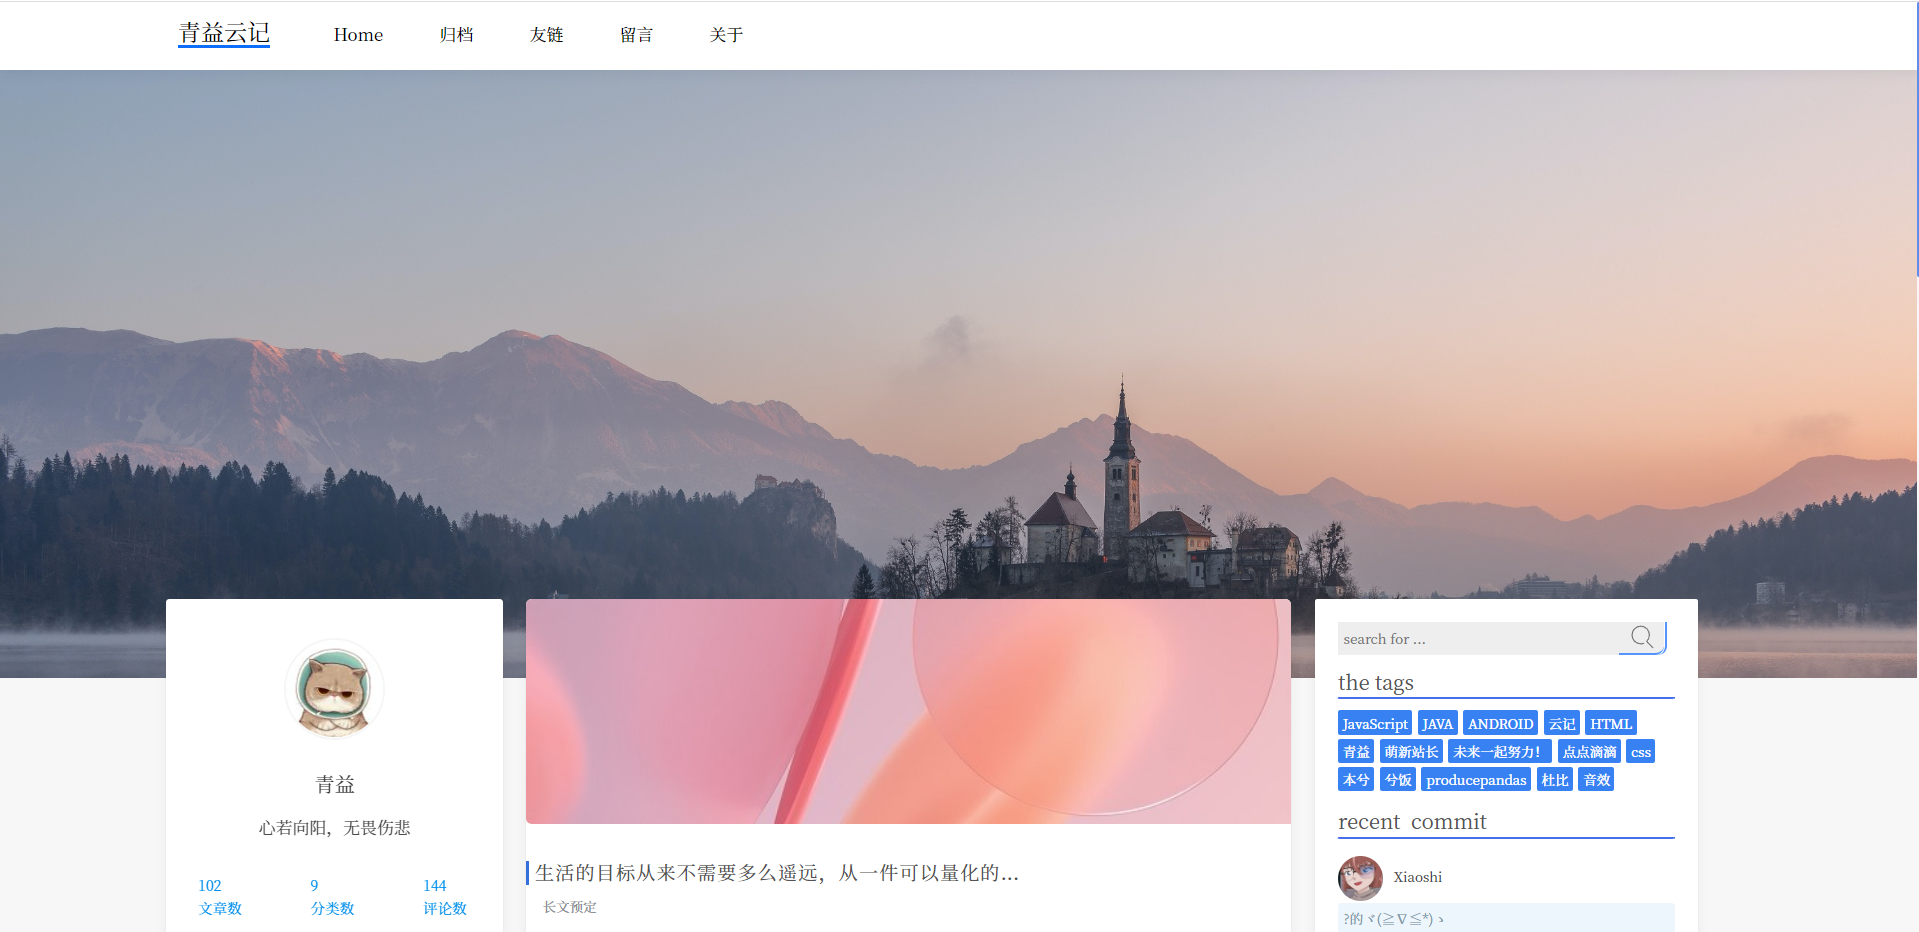 青益云记 Home 归档 友链 留言 关于
青益
心若向阳，无畏伤悲
102 9 144
文章数 分类数 评论数
生活的目标从来不需要多么遥远，从一件可以量化的...
长文预定
search for ...
the tags
JavaScript JAVA ANDROID 云记 HTML
青益 萌新站长 未来一起努力！ 点点滴滴 css
本兮 兮饭 producepandas 杜比 音效
recent commit
Xiaoshi
?的ヾ(≧∇≦*)ゝ